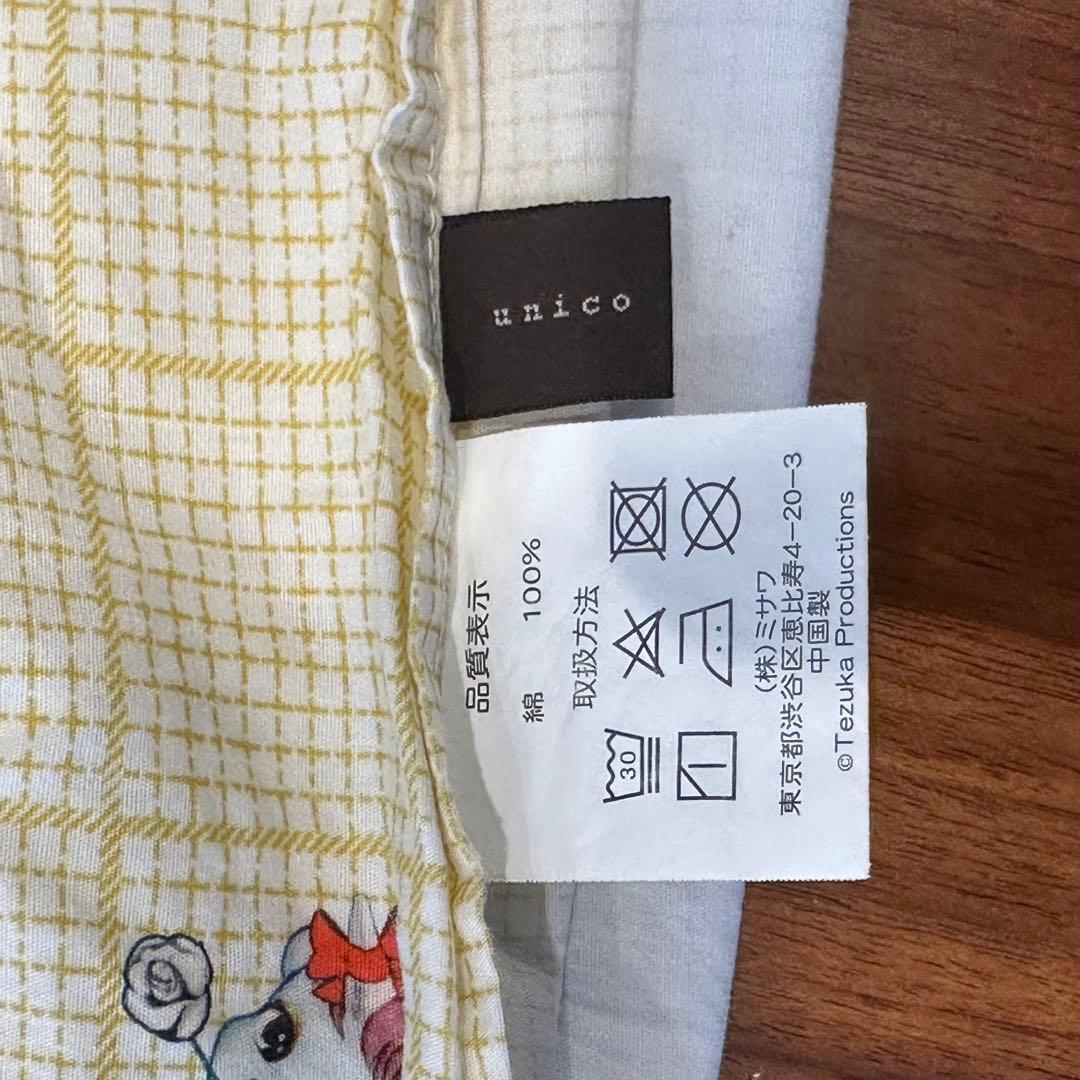 unico
品質表示
綿 100%
取扱方法
30
(株)ミサワ
東京都渋谷区恵比寿4-20-3
中国製
©Tezuka Productions